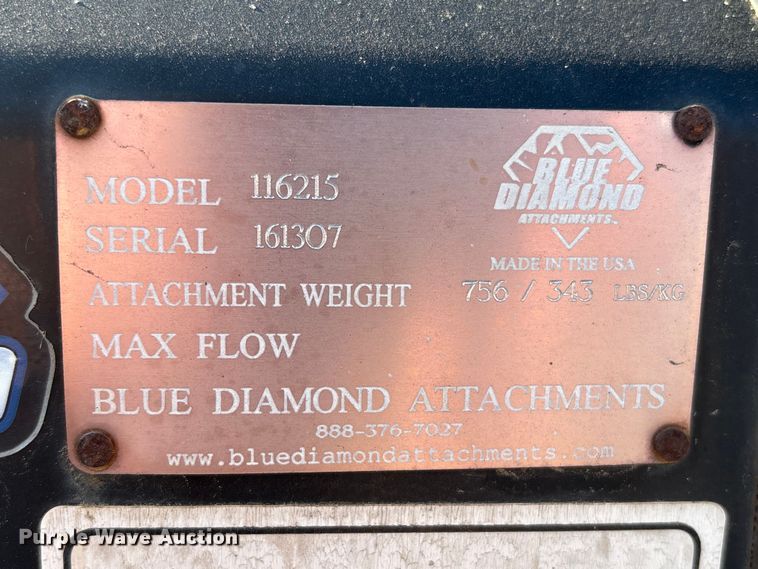 MODEL 116215
SERIAL 161307
BLUE
DIAMOND
ATTACHMENTS
MADE IN THE USA
ATTACHMENT WEIGHT 756 / 343 LBS/KG
MAX FLOW
BLUE DIAMOND ATTACHMENTS
888-376-7027
www.bluediamondattachments.com
Purple Wave Auction